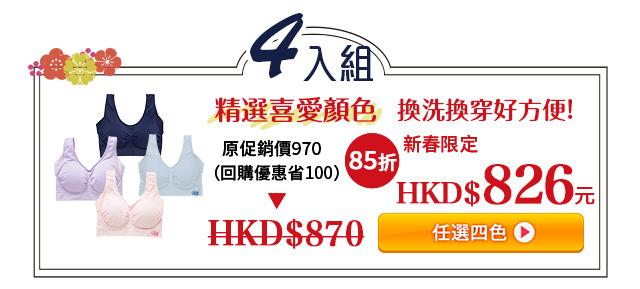 4入組
精選喜愛顏色 換洗換穿好方便!
原促銷價970
(回購優惠省100)
85折
新春限定
HKD$826元
HKD$870
任選四色